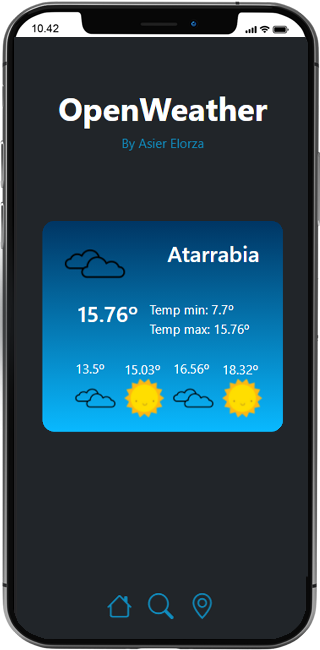 10.42
OpenWeather
By Asier Elorza
Atarrabia
15.76º
Temp min: 7.7º
Temp max: 15.76º
13.5º 15.03º 16.56º 18.32º